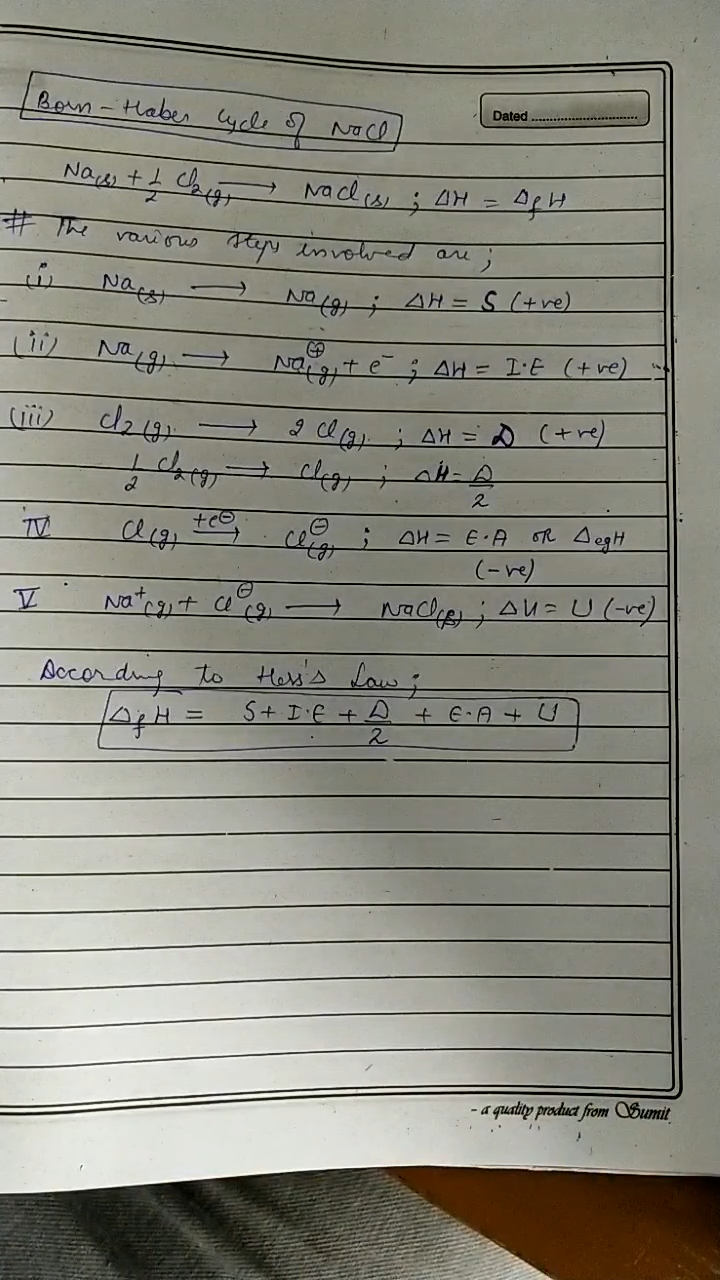 Born-Haber Cycle of NaCl
Dated
Na(s) + 1/2 Cl2(g) ⟶ NaCl(s) ; ΔH = ΔfH
# The various steps involved are;
(i) Na(s) ⟶ Na(g) ; ΔH = S (+ve)
(ii) Na(g) ⟶ Na⊕(g) + e⁻ ; ΔH = I.E (+ve)
(iii) Cl2(g) ⟶ 2Cl(g) ; ΔH = D (+ve)
1/2 Cl2(g) ⟶ Cl(g) ; ΔH = D/2
IV Cl(g) +e⊖⟶ Cl⊖(g) ; ΔH = E.A OR ΔegH
(-ve)
V Na⁺(g) + Cl⊖(g) ⟶ NaCl(s) ; ΔH = U (-ve)
According to Hess's Law;
ΔfH = S + I.E + D/2 + E.A + U
- a quality product from Sumit